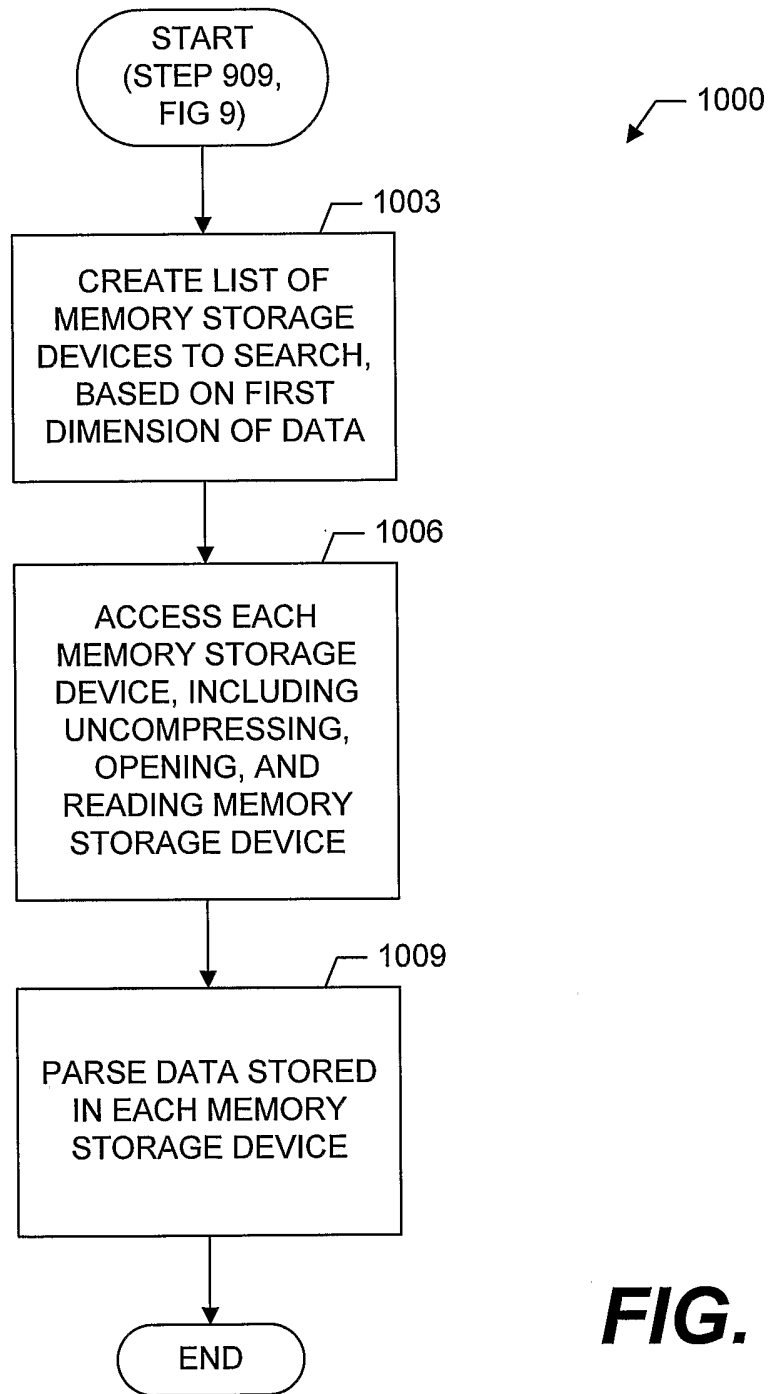 START
(STEP 909,
FIG 9)
1000
1003
CREATE LIST OF
MEMORY STORAGE
DEVICES TO SEARCH,
BASED ON FIRST
DIMENSION OF DATA
1006
ACCESS EACH
MEMORY STORAGE
DEVICE, INCLUDING
UNCOMPRESSING,
OPENING, AND
READING MEMORY
STORAGE DEVICE
1009
PARSE DATA STORED
IN EACH MEMORY
STORAGE DEVICE
END
FIG.